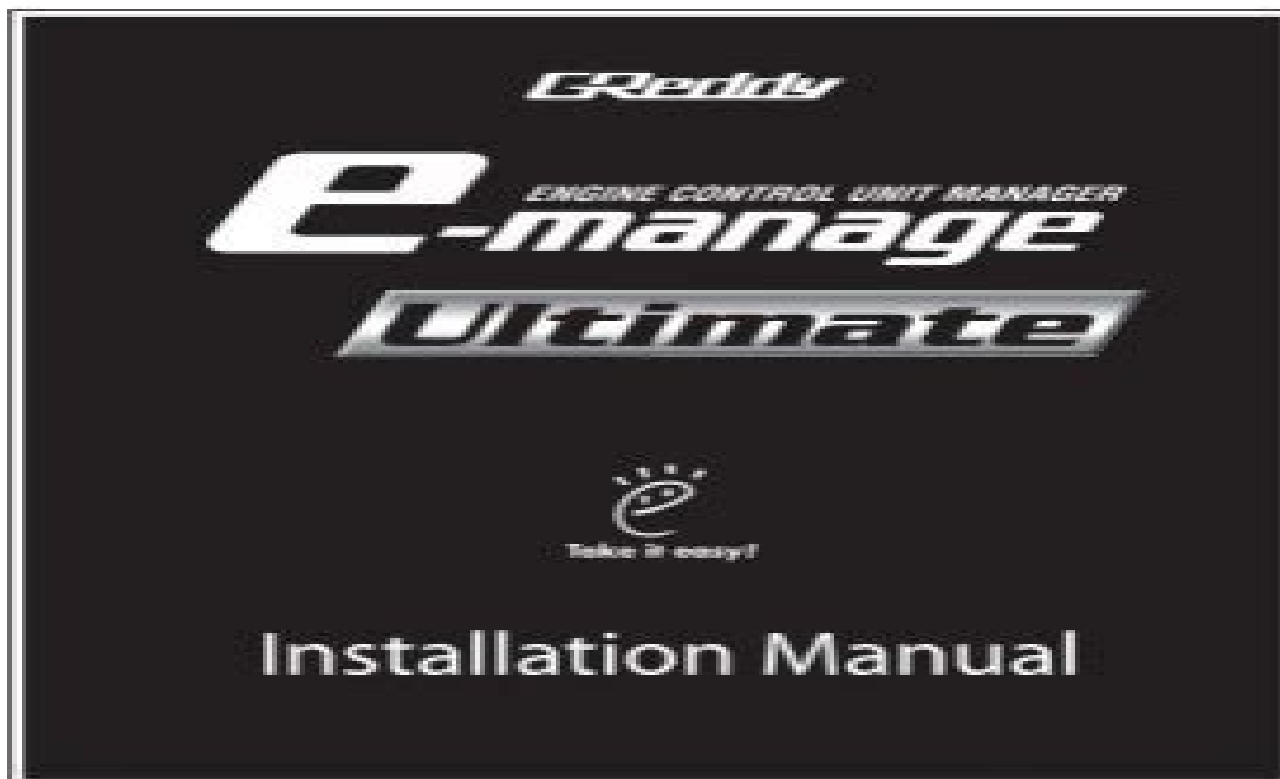 GReddy
ENGINE CONTROL UNIT MANAGER
e-manage
Ultimate
Take it easy!
Installation Manual